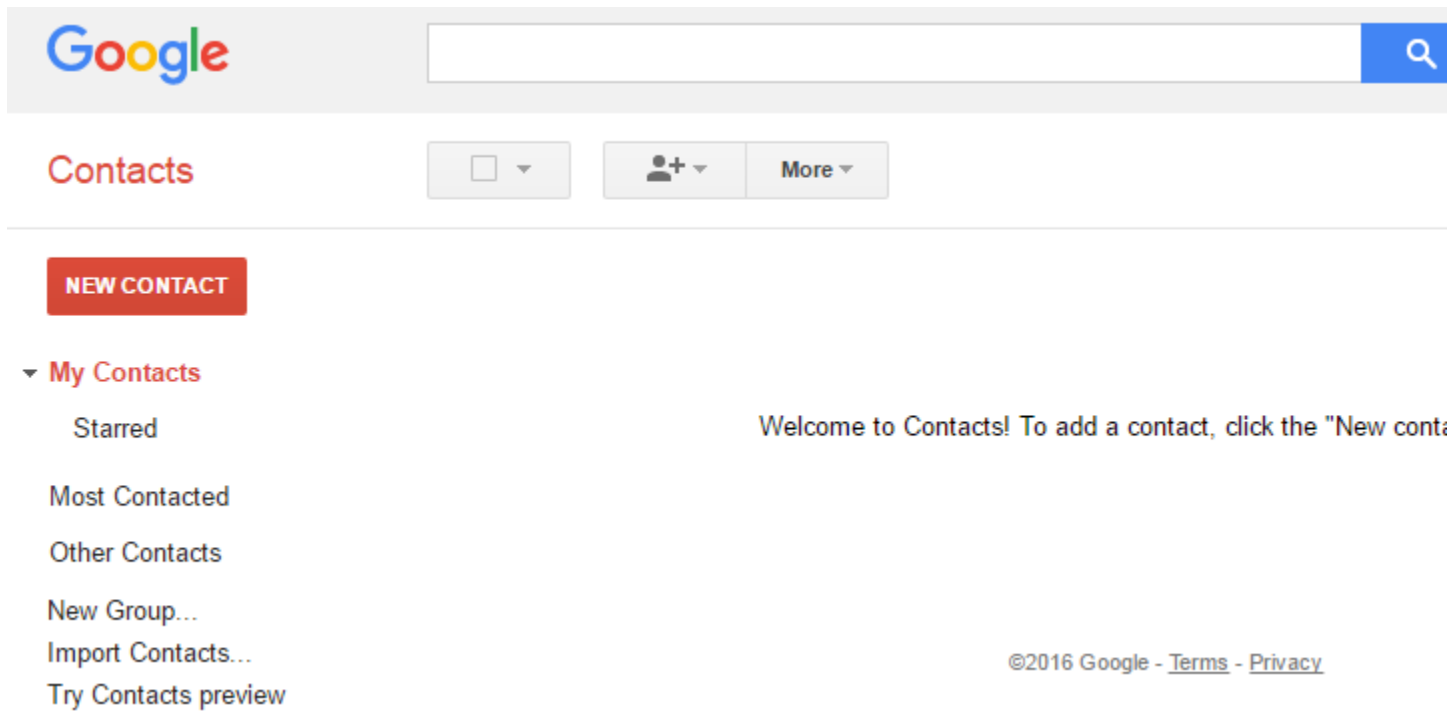 Google
Contacts
More
NEW CONTACT
My Contacts
Starred
Welcome to Contacts! To add a contact, click the "New
Most Contacted
Other Contacts
New Group...
Import Contacts...
©2016 Google - Terms - Privacy
Try Contacts preview